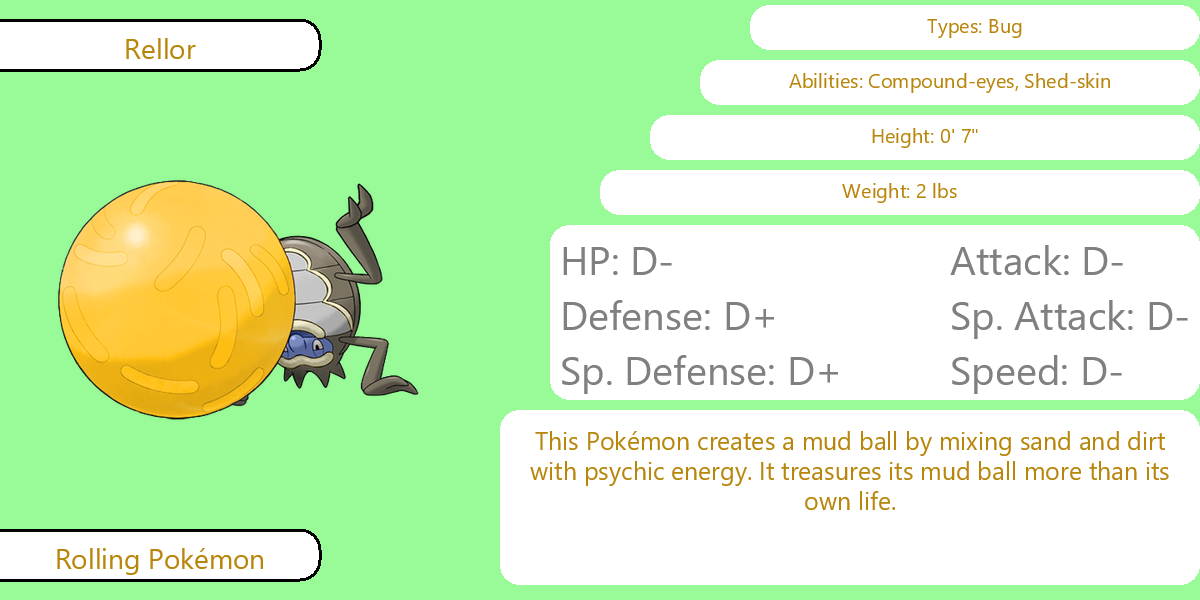 Rellor
Types: Bug
Abilities: Compound-eyes, Shed-skin
Height: 0' 7"
Weight: 2 lbs
HP: D-
Attack: D-
Defense: D+
Sp. Attack: D-
Sp. Defense: D+
Speed: D-
This Pokémon creates a mud ball by mixing sand and dirt
with psychic energy. It treasures its mud ball more than its
own life.
Rolling Pokémon